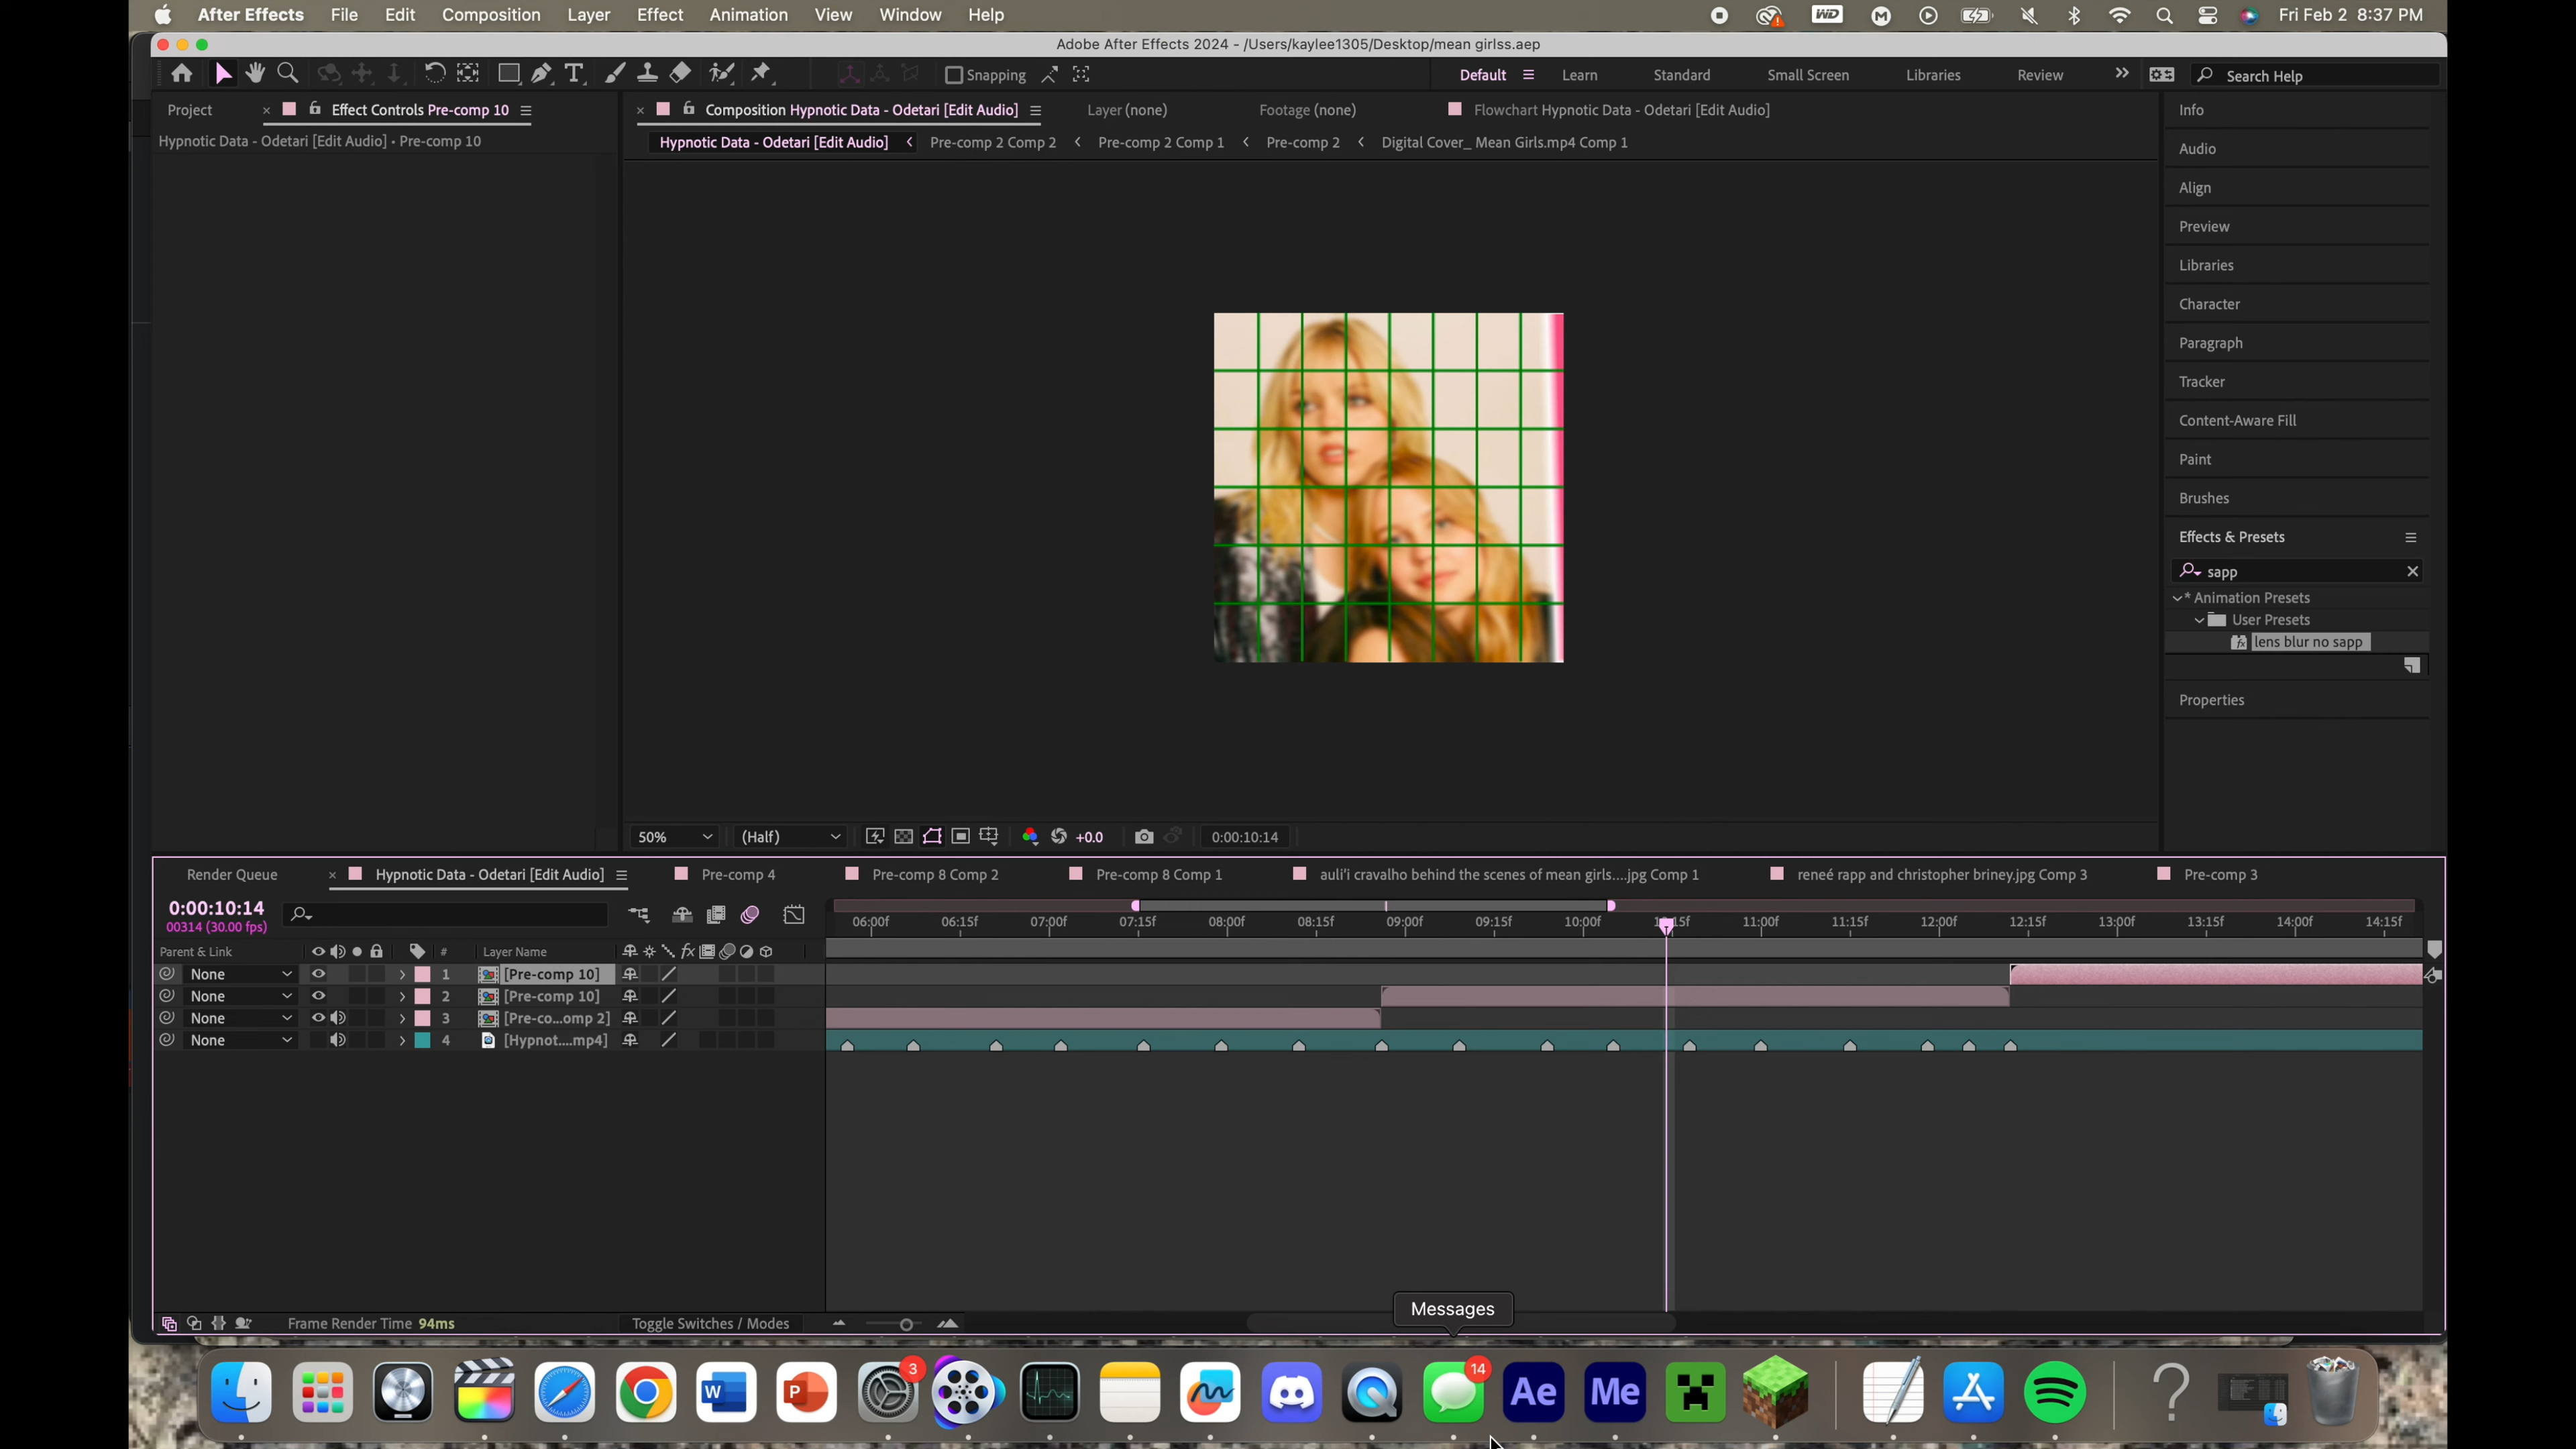 After Effects File Edit Composition Layer Effect Animation View Window Help WD Fri Feb 2 8:37 PM
Adobe After Effects 2024 - /Users/kaylee1305/Desktop/mean girlss.aep
Snapping Default Learn Standard Small Screen Libraries Review Search Help
Project Effect Controls Pre-comp 10 Composition Hypnotic Data - Odetari [Edit Audio] Layer (none) Footage (none) Flowchart Hypnotic Data - Odetari [Edit Audio] Info
Hypnotic Data - Odetari [Edit Audio] • Pre-comp 10 Hypnotic Data - Odetari [Edit Audio] Pre-comp 2 Comp 2 Pre-comp 2 Comp 1 Pre-comp 2 Digital Cover_ Mean Girls.mp4 Comp 1
Audio
Align
Preview
Libraries
Character
Paragraph
Tracker
Content-Aware Fill
Paint
Brushes
Effects & Presets
sapp
* Animation Presets
User Presets
lens blur no sapp
Properties
50% (Half) +0.0 0:00:10:14
Render Queue Hypnotic Data - Odetari [Edit Audio] Pre-comp 4 Pre-comp 8 Comp 2 Pre-comp 8 Comp 1 auli'i cravalho behind the scenes of mean girls....jpg Comp 1 reneé rapp and christopher briney.jpg Comp 3 Pre-comp 3
0:00:10:14
00314 (30.00 fps)
06:00f 06:15f 07:00f 07:15f 08:00f 08:15f 09:00f 09:15f 10:00f 11:00f 11:15f 12:00f 12:15f 13:00f 13:15f 14:00f 14:15f
Parent & Link # Layer Name
None 1 [Pre-comp 10]
None 2 [Pre-comp 10]
None 3 [Pre-co...omp 2]
None 4 [Hypnot....mp4]
Messages
Frame Render Time 94ms Toggle Switches / Modes
W P 3 14 Ae Me